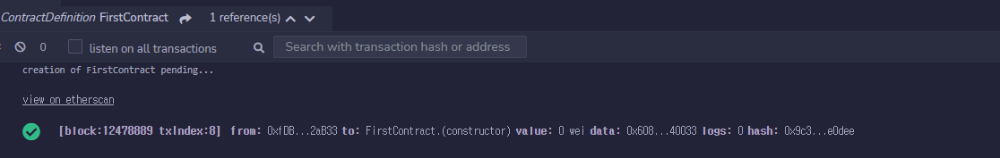 ContractDefinition FirstContract 1 reference(s)
0 listen on all transactions Search with transaction hash or address
creation of FirstContract pending...
view on etherscan
[block:12478889 txIndex:8] from: 0xfDB...2aB33 to: FirstContract.(constructor) value: 0 wei data: 0x608...40033 logs: 0 hash: 0x9c3...e0dee